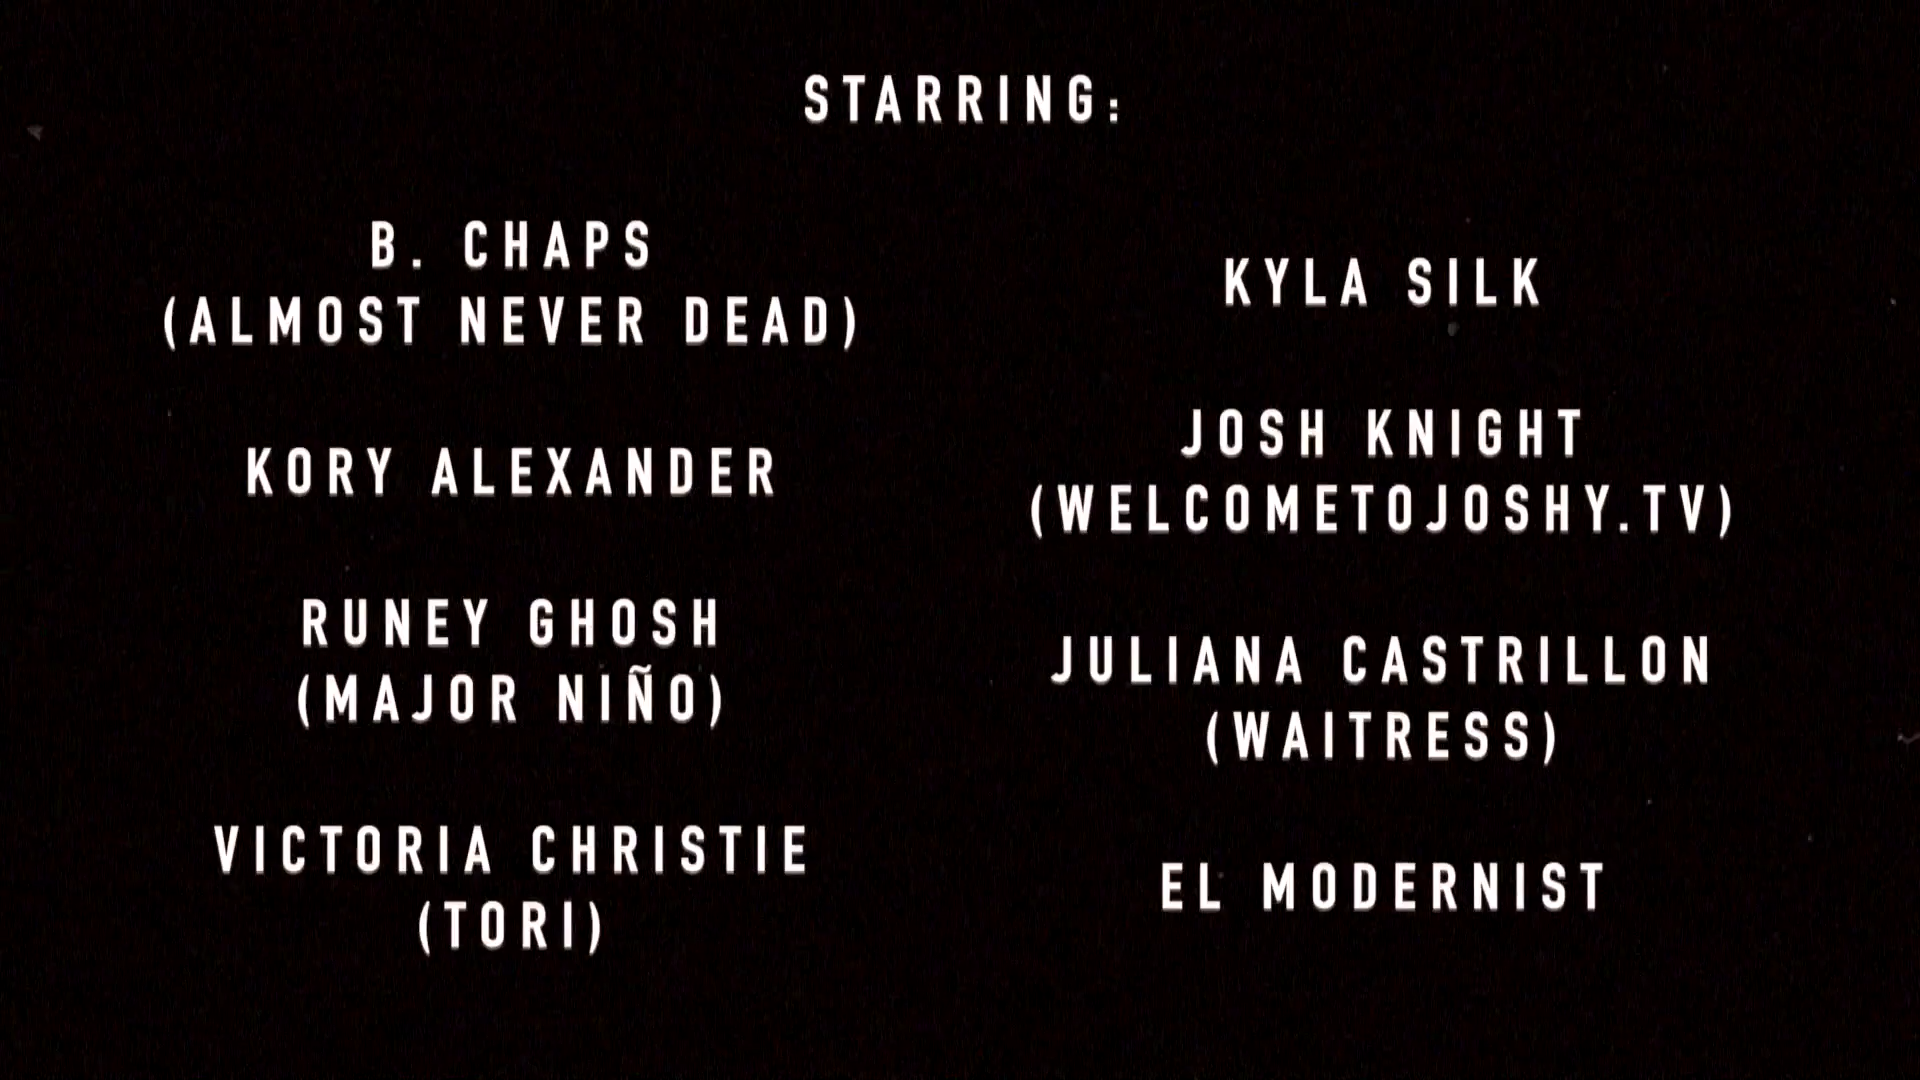 STARRING:
B. CHAPS
(ALMOST NEVER DEAD)
KORY ALEXANDER
RUNEY GHOSH
(MAJOR NIÑO)
VICTORIA CHRISTIE
(TORI)
KYLA SILK
JOSH KNIGHT
(WELCOMETOJOSHY.TV)
JULIANA CASTRILLON
(WAITRESS)
EL MODERNIST